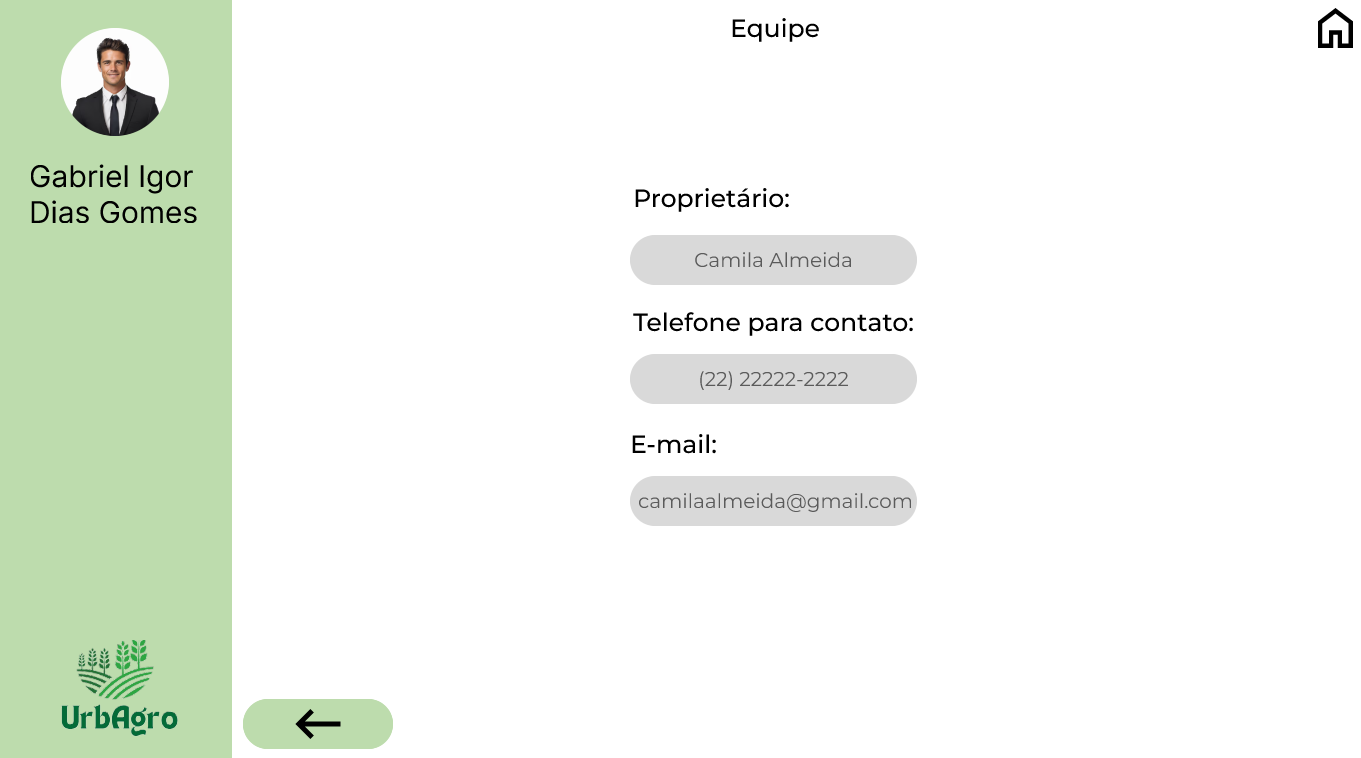 Equipe
Gabriel Igor
Dias Gomes
Proprietário:
Camila Almeida
Telefone para contato:
(22) 22222-2222
E-mail:
camilaalmeida@gmail.com
UrbAgro